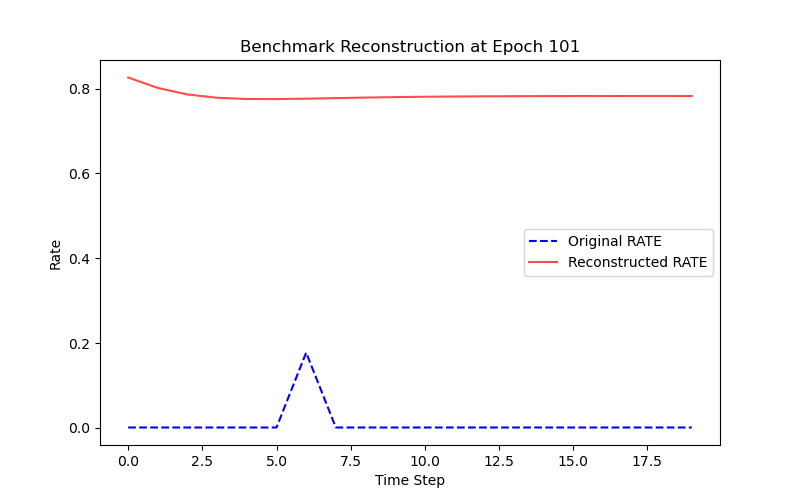 Benchmark Reconstruction at Epoch 101
0.8
0.6
0.4
0.2
0.0
Rate
Original RATE
Reconstructed RATE
0.0 2.5 5.0 7.5 10.0 12.5 15.0 17.5
Time Step